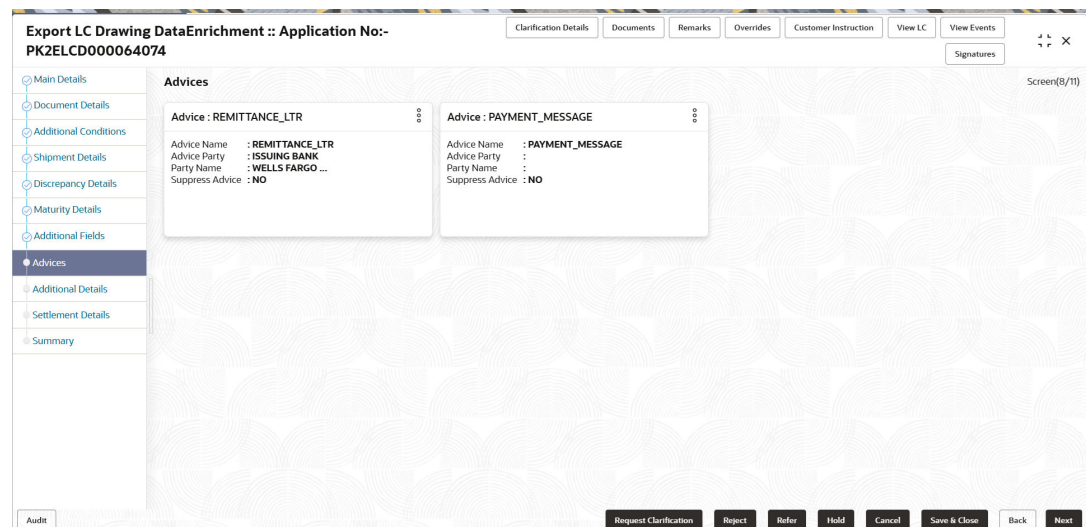 Export LC Drawing DataEnrichment :: Application No:-
PK2ELCD000064074
Clarification Details
Documents
Remarks
Overrides
Customer Instruction
View LC
View Events
Signatures
Main Details
Document Details
Additional Conditions
Shipment Details
Discrepancy Details
Maturity Details
Additional Fields
Advices
Additional Details
Settlement Details
Summary
Advices
Screen(8/11)
Advice : REMITTANCE_LTR
Advice Name : REMITTANCE_LTR
Advice Party : ISSUING BANK
Party Name : WELLS FARGO ...
Suppress Advice : NO
Advice : PAYMENT_MESSAGE
Advice Name : PAYMENT_MESSAGE
Advice Party :
Party Name :
Suppress Advice : NO
Audit
Request Clarification
Reject
Refer
Hold
Cancel
Save & Close
Back
Next